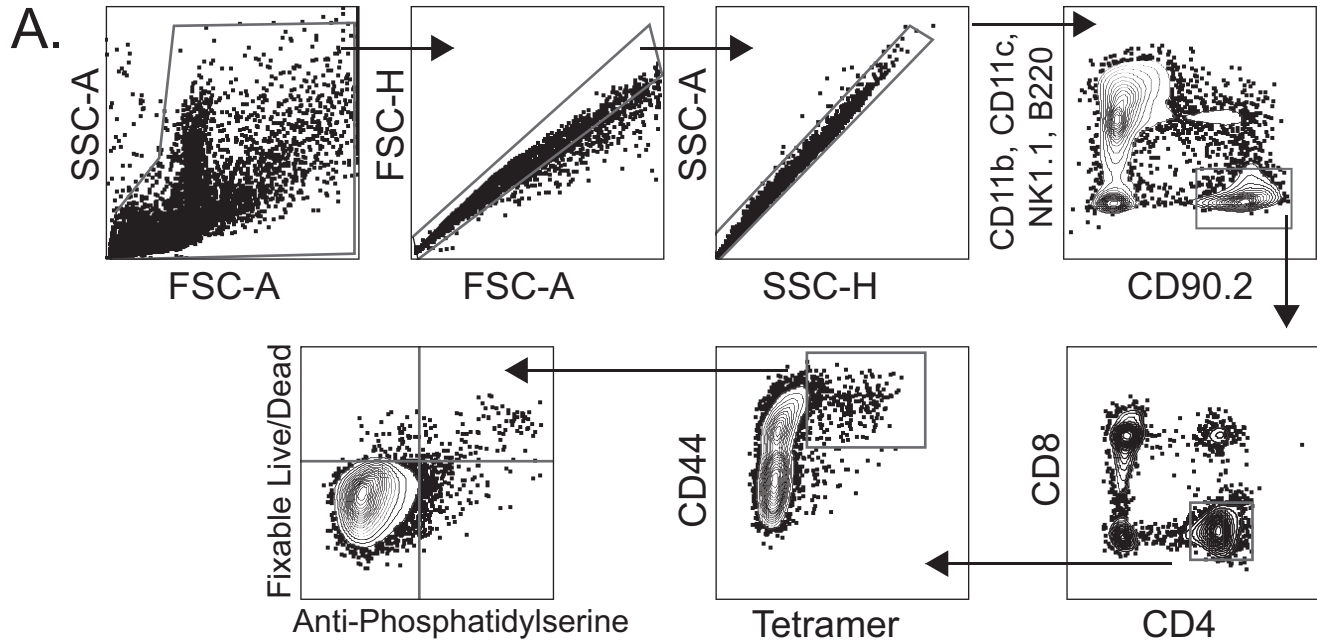 A.
SSC-A
FSC-A
FSC-H
FSC-A
SSC-A
SSC-H
CD11b, CD11c,
NK1.1, B220
CD90.2
Fixable Live/Dead
Anti-Phosphatidylserine
CD44
Tetramer
CD8
CD4